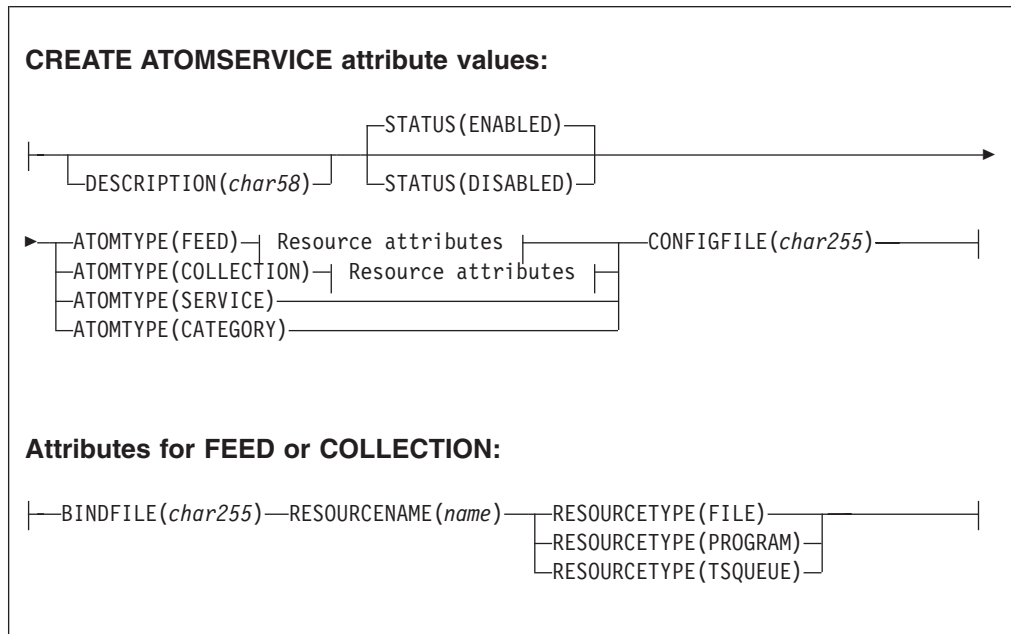 CREATE ATOMSERVICE attribute values:
STATUS(ENABLED)
DESCRIPTION(char58)
STATUS(DISABLED)
ATOMTYPE(FEED) Resource attributes CONFIGFILE(char255)
ATOMTYPE(COLLECTION) Resource attributes
ATOMTYPE(SERVICE)
ATOMTYPE(CATEGORY)
Attributes for FEED or COLLECTION:
BINDFILE(char255) RESOURCENAME(name) RESOURCETYPE(FILE)
RESOURCETYPE(PROGRAM)
RESOURCETYPE(TSQUEUE)